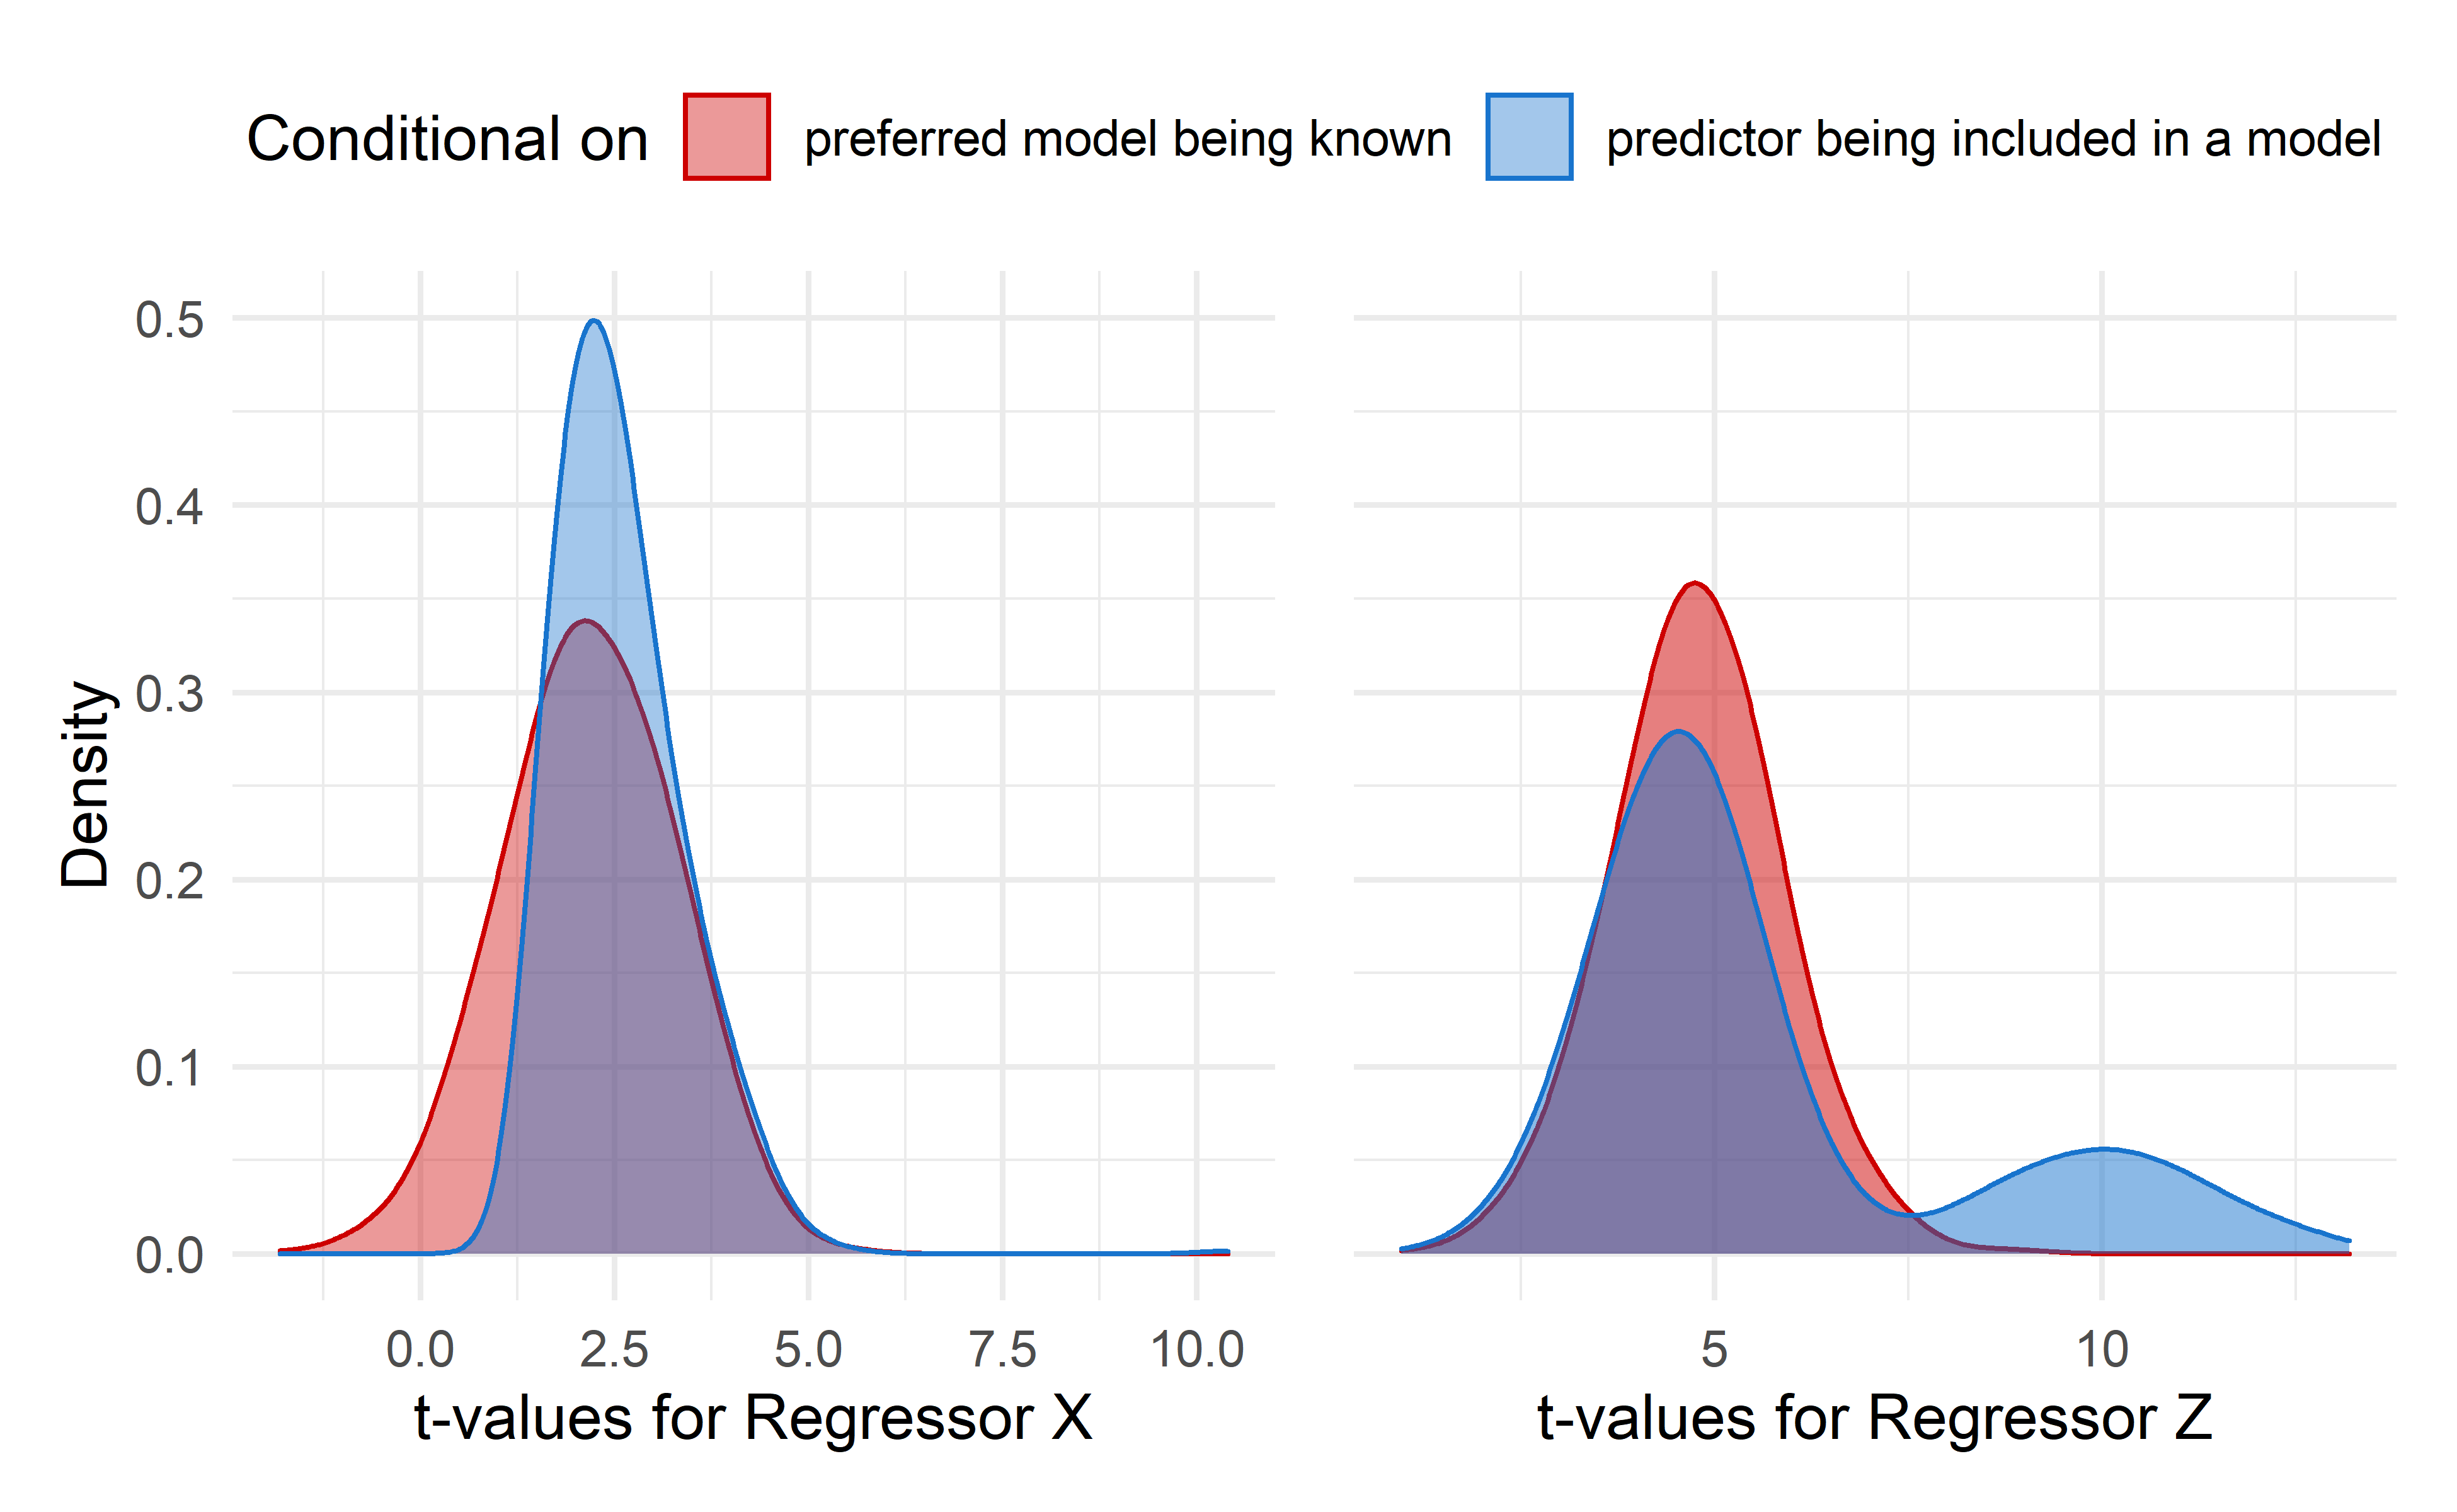 Conditional on preferred model being known predictor being included in a model
Density
0.5
0.4
0.3
0.2
0.1
0.0
0.0 2.5 5.0 7.5 10.0
5 10
t-values for Regressor X
t-values for Regressor Z